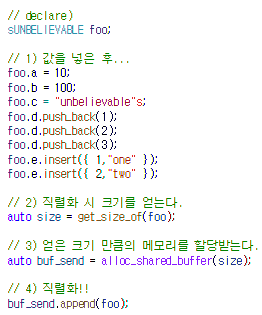 // declare)
sUNBELIEVABLE foo;
// 1) 값을 넣은 후...
foo.a = 10;
foo.b = 100;
foo.c = "unbelievable"s;
foo.d.push_back(1);
foo.d.push_back(2);
foo.d.push_back(3);
foo.e.insert({ 1,"one" });
foo.e.insert({ 2,"two" });
// 2) 직렬화 시 크기를 얻는다.
auto size = get_size_of(foo);
// 3) 얻은 크기 만큼의 메모리를 할당받는다.
auto buf_send = alloc_shared_buffer(size);
// 4) 직렬화!!
buf_send.append(foo);